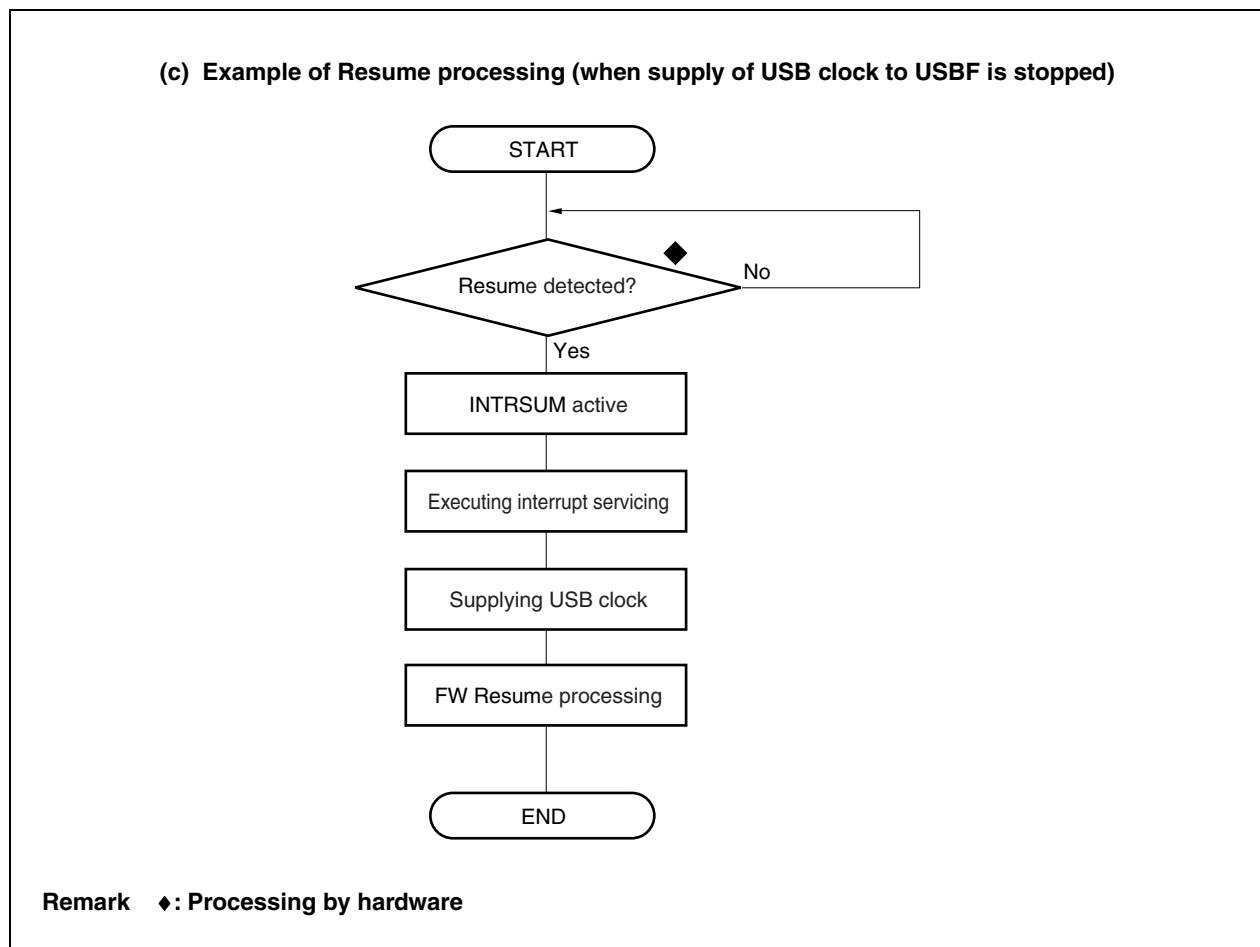 (c) Example of Resume processing (when supply of USB clock to USBF is stopped)
START
Resume detected?
No
Yes
INTRSUM active
Executing interrupt servicing
Supplying USB clock
FW Resume processing
END
Remark ♦: Processing by hardware